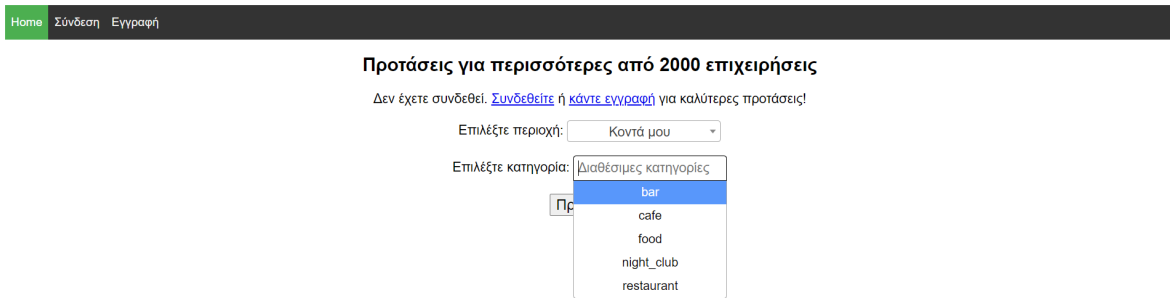 Home Σύνδεση Εγγραφή
Προτάσεις για περισσότερες από 2000 επιχειρήσεις
Δεν έχετε συνδεθεί. Συνδεθείτε ή κάντε εγγραφή για καλύτερες προτάσεις!
Επιλέξτε περιοχή: Κοντά μου
Επιλέξτε κατηγορία: Διαθέσιμες κατηγορίες
bar
cafe
food
night_club
restaurant